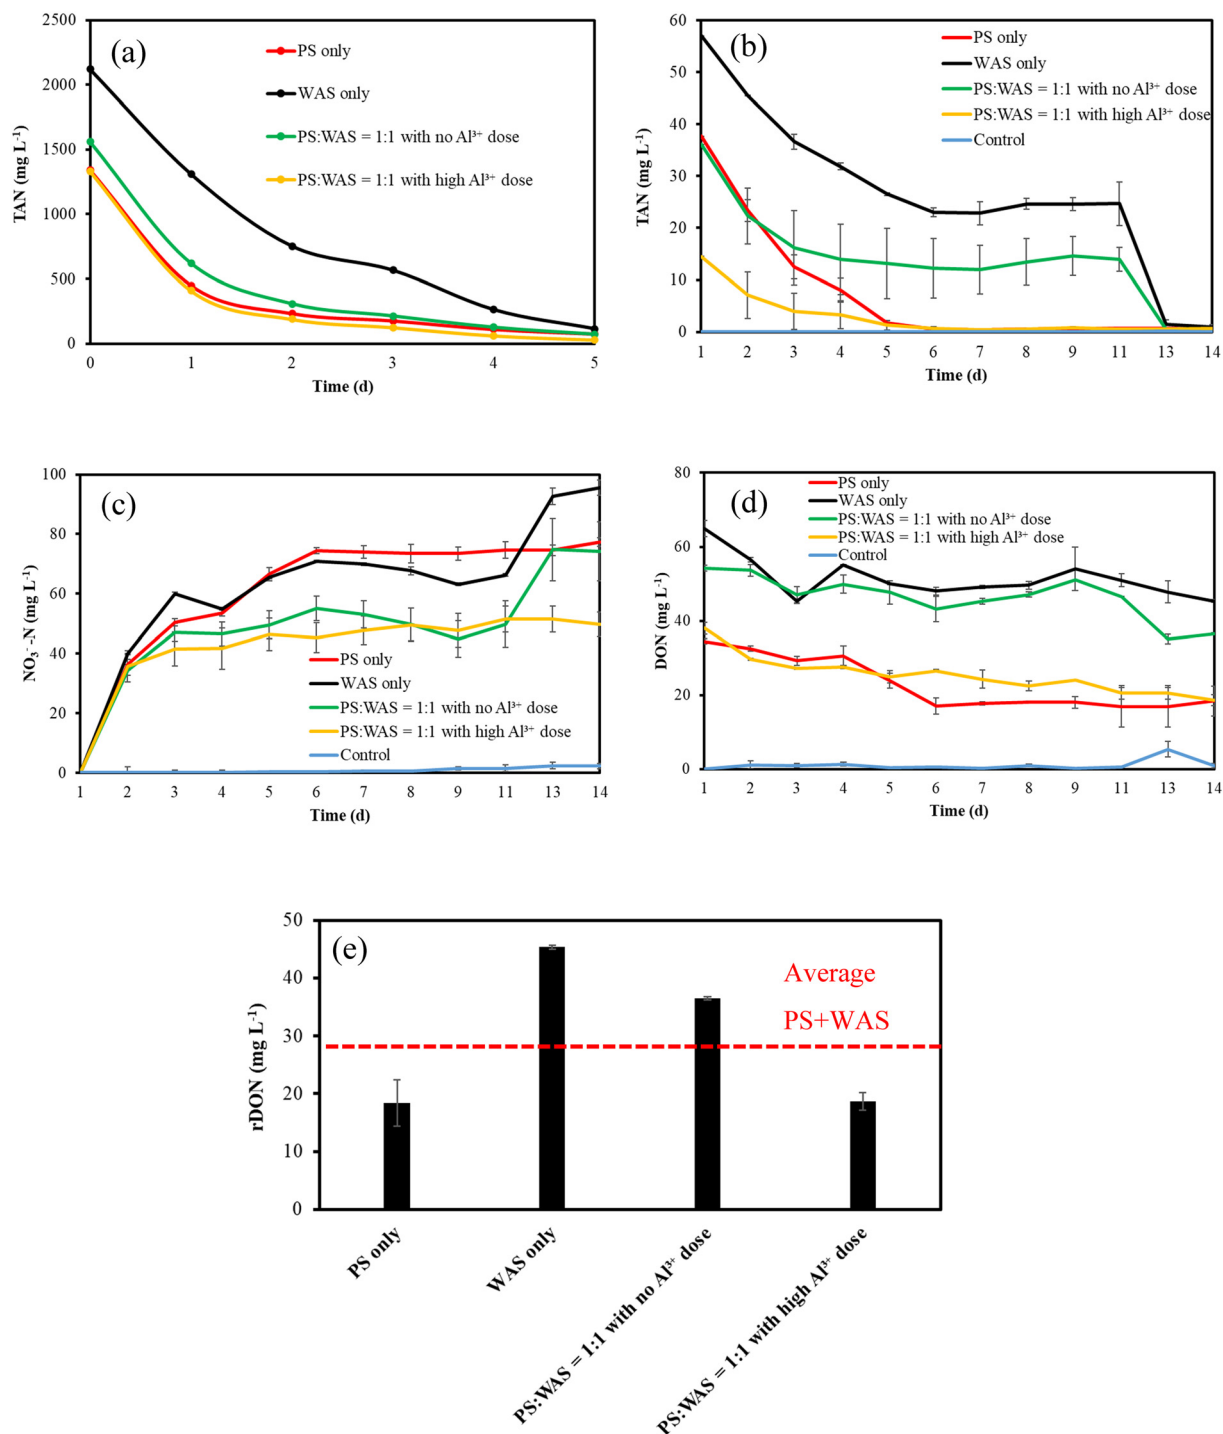 (a)
TAN (mg L⁻¹)
2500
2000
1500
1000
500
0
0 1 2 3 4 5
Time (d)
PS only
WAS only
PS:WAS = 1:1 with no Al³⁺ dose
PS:WAS = 1:1 with high Al³⁺ dose
(b)
TAN (mg L⁻¹)
60
50
40
30
20
10
0
1 2 3 4 5 6 7 8 9 11 13 14
Time (d)
PS only
WAS only
PS:WAS = 1:1 with no Al³⁺ dose
PS:WAS = 1:1 with high Al³⁺ dose
Control
(c)
NO₃⁻-N (mg L⁻¹)
100
80
60
40
20
0
1 2 3 4 5 6 7 8 9 11 13 14
Time (d)
PS only
WAS only
PS:WAS = 1:1 with no Al³⁺ dose
PS:WAS = 1:1 with high Al³⁺ dose
Control
(d)
DON (mg L⁻¹)
80
60
40
20
0
1 2 3 4 5 6 7 8 9 11 13 14
Time (d)
PS only
WAS only
PS:WAS = 1:1 with no Al³⁺ dose
PS:WAS = 1:1 with high Al³⁺ dose
Control
(e)
rDON (mg L⁻¹)
50
40
30
20
10
0
Average
PS+WAS
PS only
WAS only
PS:WAS = 1:1 with no Al³⁺ dose
PS:WAS = 1:1 with high Al³⁺ dose